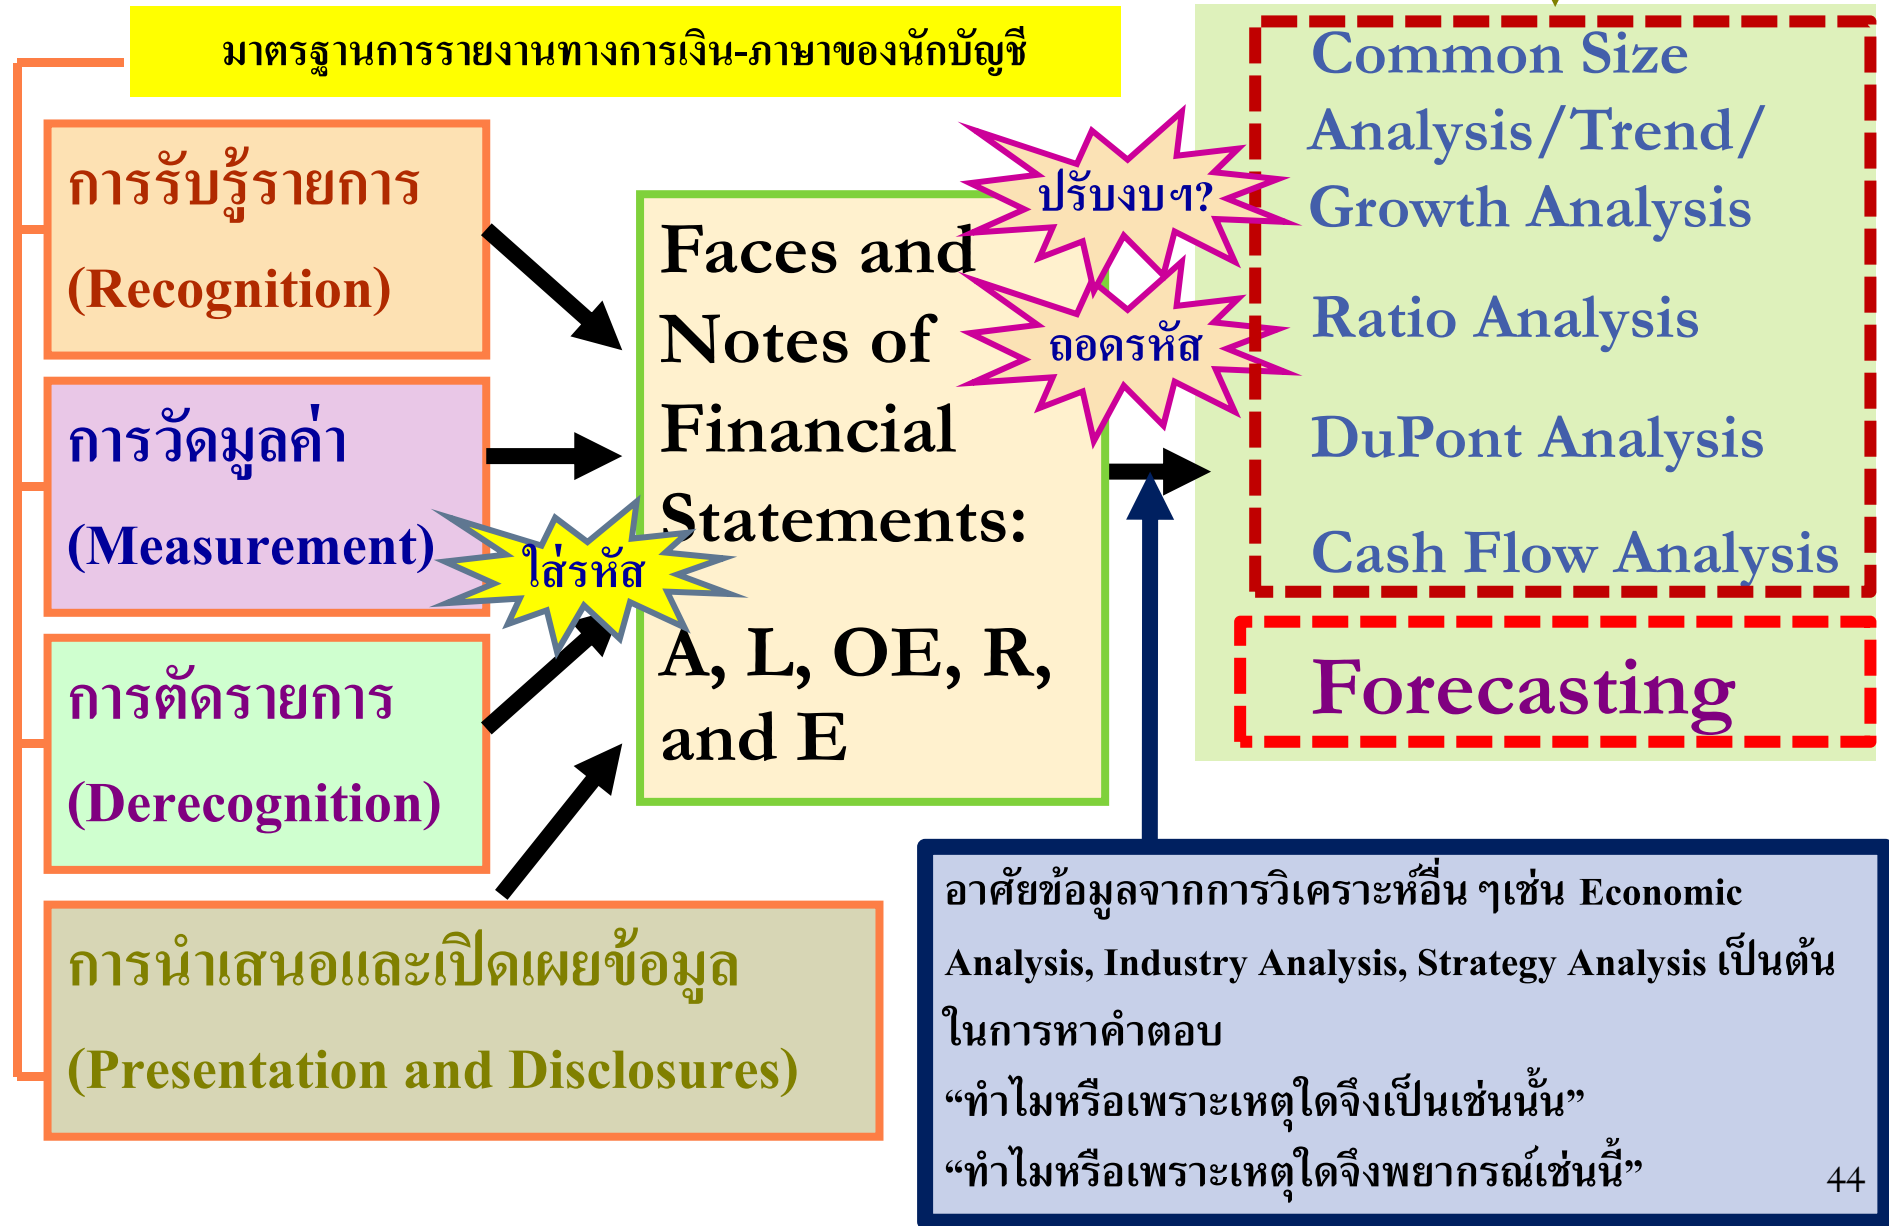 มาตรฐานการรายงานทางการเงิน-ภาษาของนักบัญชี
การรับรู้รายการ
(Recognition)
การวัดมูลค่า
(Measurement)
การตัดรายการ
(Derecognition)
การนำเสนอและเปิดเผยข้อมูล
(Presentation and Disclosures)
ใส่รหัส
Faces and
Notes of
Financial
Statements:
A, L, OE, R,
and E
ปรับงบฯ?
ถอดรหัส
Common Size
Analysis/Trend/
Growth Analysis
Ratio Analysis
DuPont Analysis
Cash Flow Analysis
Forecasting
อาศัยข้อมูลจากการวิเคราะห์อื่น ๆเช่น Economic
Analysis, Industry Analysis, Strategy Analysis เป็นต้น
ในการหาคำตอบ
“ทำไมหรือเพราะเหตุใดจึงเป็นเช่นนั้น”
“ทำไมหรือเพราะเหตุใดจึงพยากรณ์เช่นนี้”
44